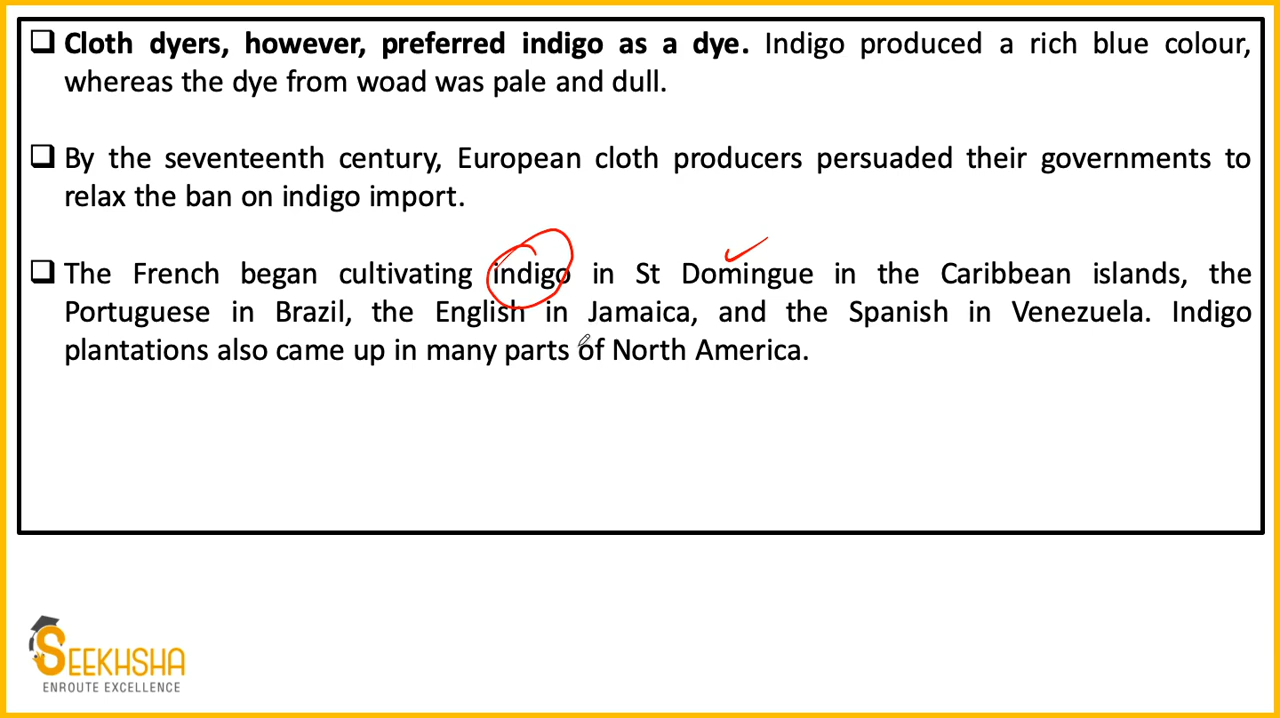 ❑ Cloth dyers, however, preferred indigo as a dye. Indigo produced a rich blue colour,
whereas the dye from woad was pale and dull.
❑ By the seventeenth century, European cloth producers persuaded their governments to
relax the ban on indigo import.
❑ The French began cultivating indigo in St Domingue in the Caribbean islands, the
Portuguese in Brazil, the English in Jamaica, and the Spanish in Venezuela. Indigo
plantations also came up in many parts of North America.
SEEKHSHA
ENROUTE EXCELLENCE